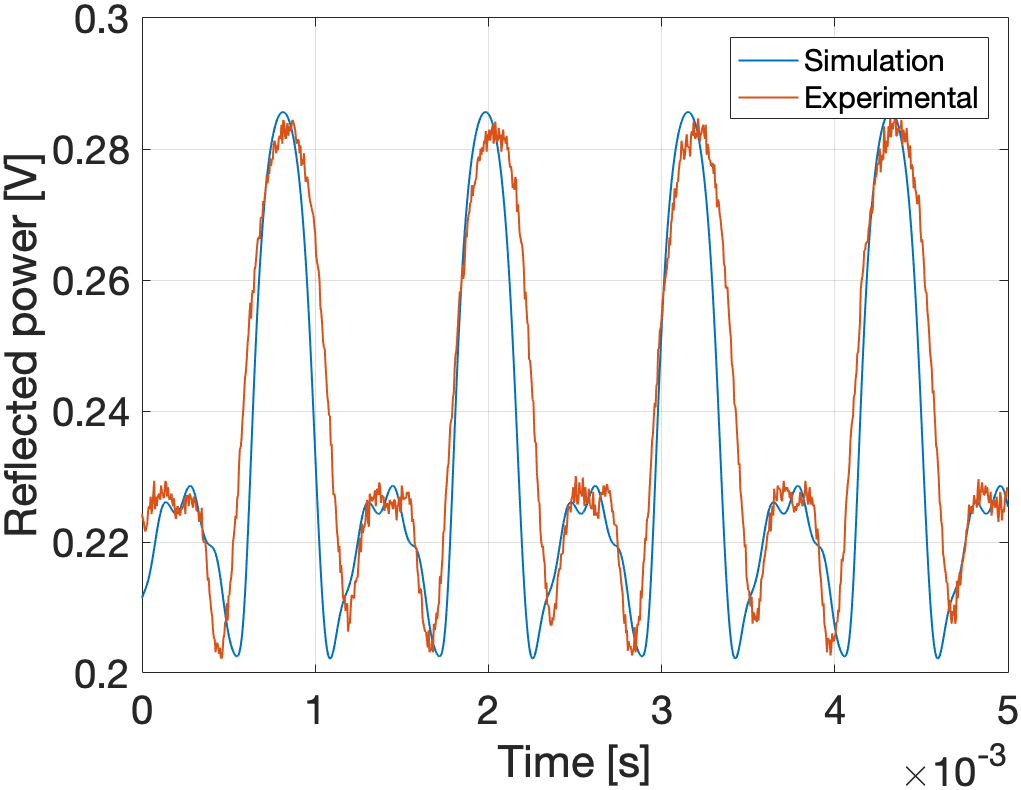 Reflected power [V]
0.3
0.28
0.26
0.24
0.22
0.2
Simulation
Experimental
0 1 2 3 4 5
Time [s]
×10⁻³